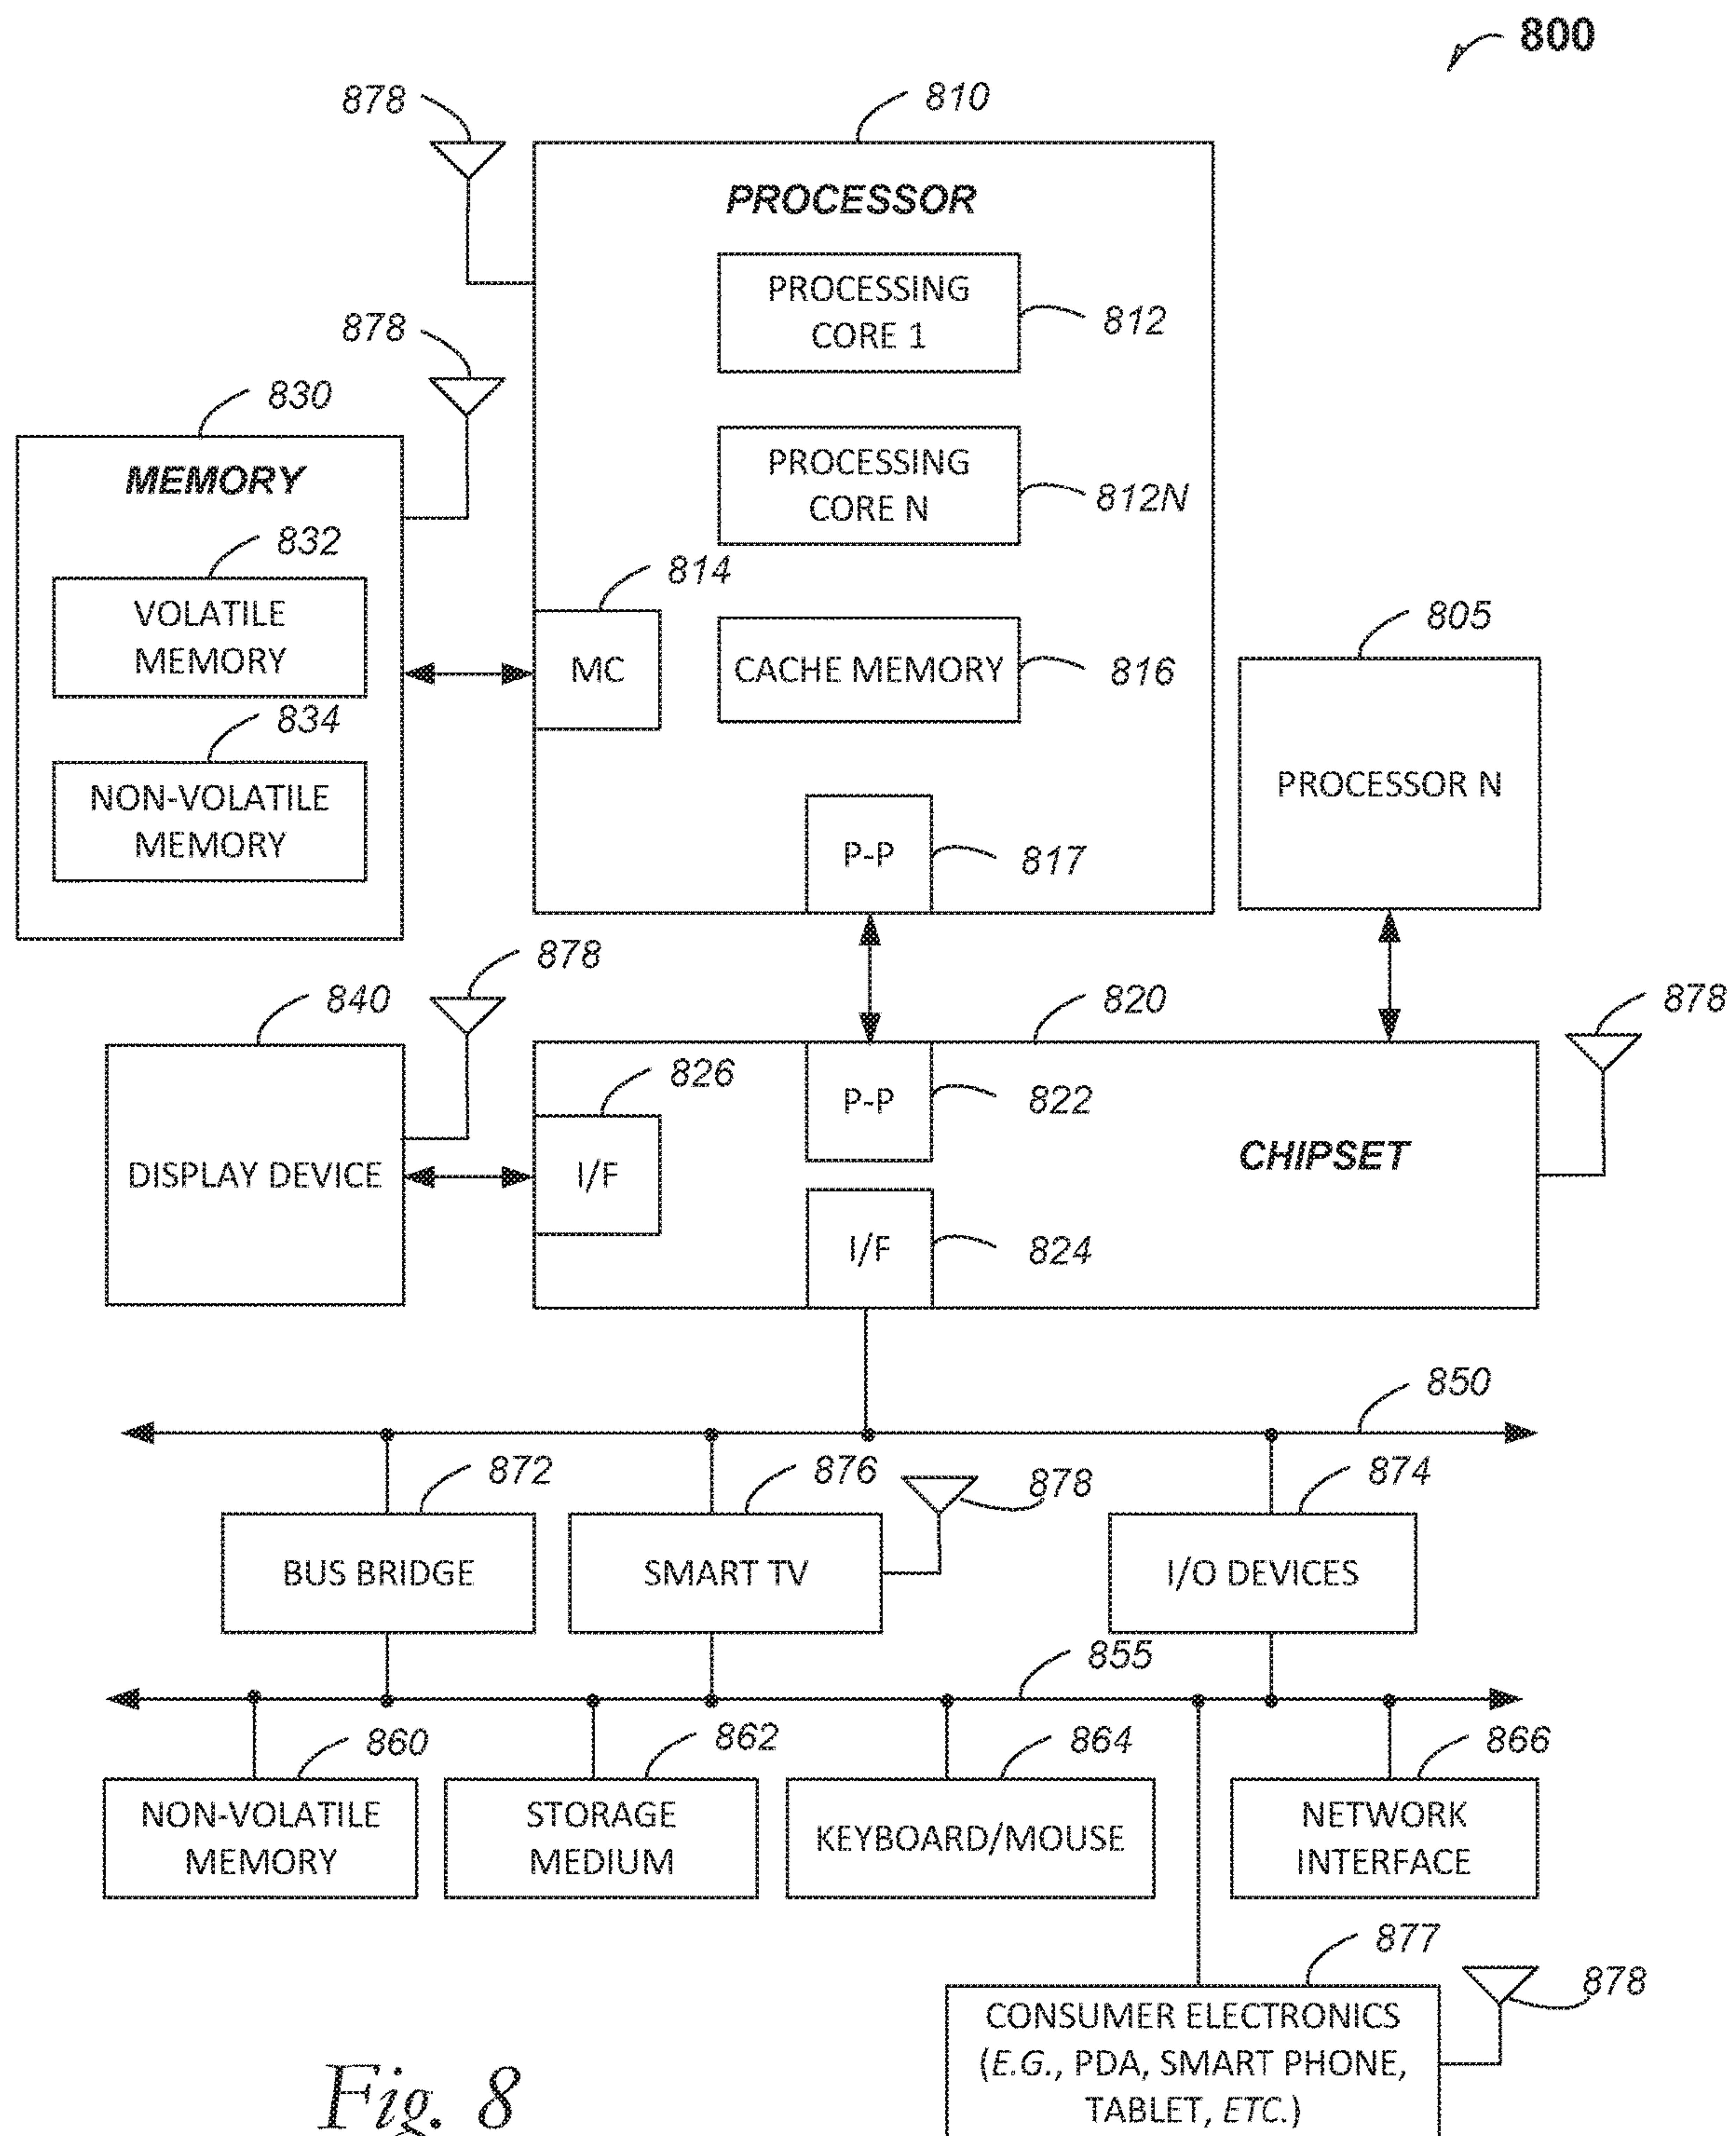 800
878
810
PROCESSOR
PROCESSING
CORE 1
812
878
830
MEMORY
PROCESSING
CORE N
812N
832
VOLATILE
MEMORY
814
MC
CACHE MEMORY
816
805
PROCESSOR N
834
NON-VOLATILE
MEMORY
P-P
817
878
840
DISPLAY DEVICE
820
878
826
I/F
P-P
822
CHIPSET
I/F
824
850
872
BUS BRIDGE
876
SMART TV
878
874
I/O DEVICES
855
860
NON-VOLATILE
MEMORY
862
STORAGE
MEDIUM
864
KEYBOARD/MOUSE
866
NETWORK
INTERFACE
877
CONSUMER ELECTRONICS
(E.G., PDA, SMART PHONE,
TABLET, ETC.)
878
Fig. 8